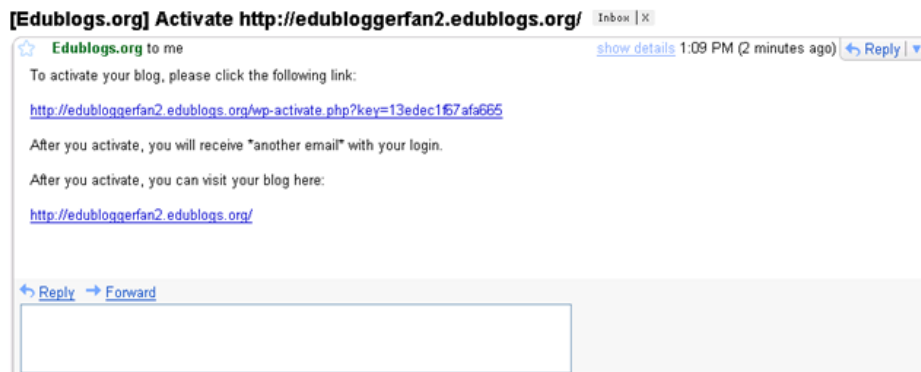 [Edublogs.org] Activate http://edubloggerfan2.edublogs.org/ Inbox | X
Edublogs.org to me show details 1:09 PM (2 minutes ago) Reply
To activate your blog, please click the following link:
http://edubloggerfan2.edublogs.org/wp-activate.php?key=13edec1f67afa665
After you activate, you will receive *another email* with your login.
After you activate, you can visit your blog here:
http://edubloggerfan2.edublogs.org/
Reply Forward